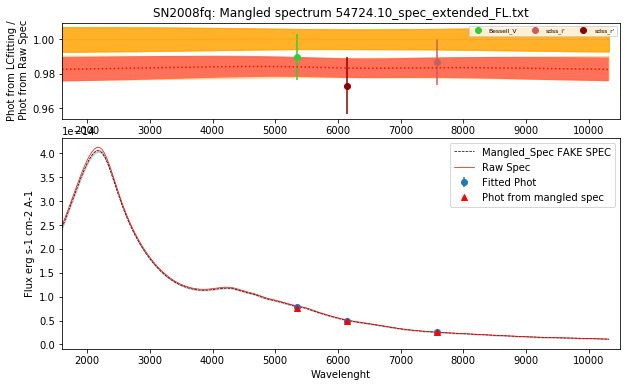 SN2008fq: Mangled spectrum 54724.10_spec_extended_FL.txt
Phot from LCfitting /
Phot from Raw Spec
1.00
0.98
0.96
Bessell_V
sdss_i'
sdss_r'
2000 3000 4000 5000 6000 7000 8000 9000 10000
1e-14
Flux erg s-1 cm-2 A-1
4.0
3.5
3.0
2.5
2.0
1.5
1.0
0.5
0.0
Mangled_Spec FAKE SPEC
Raw Spec
Fitted Phot
Phot from mangled spec
2000 3000 4000 5000 6000 7000 8000 9000 10000
Wavelenght